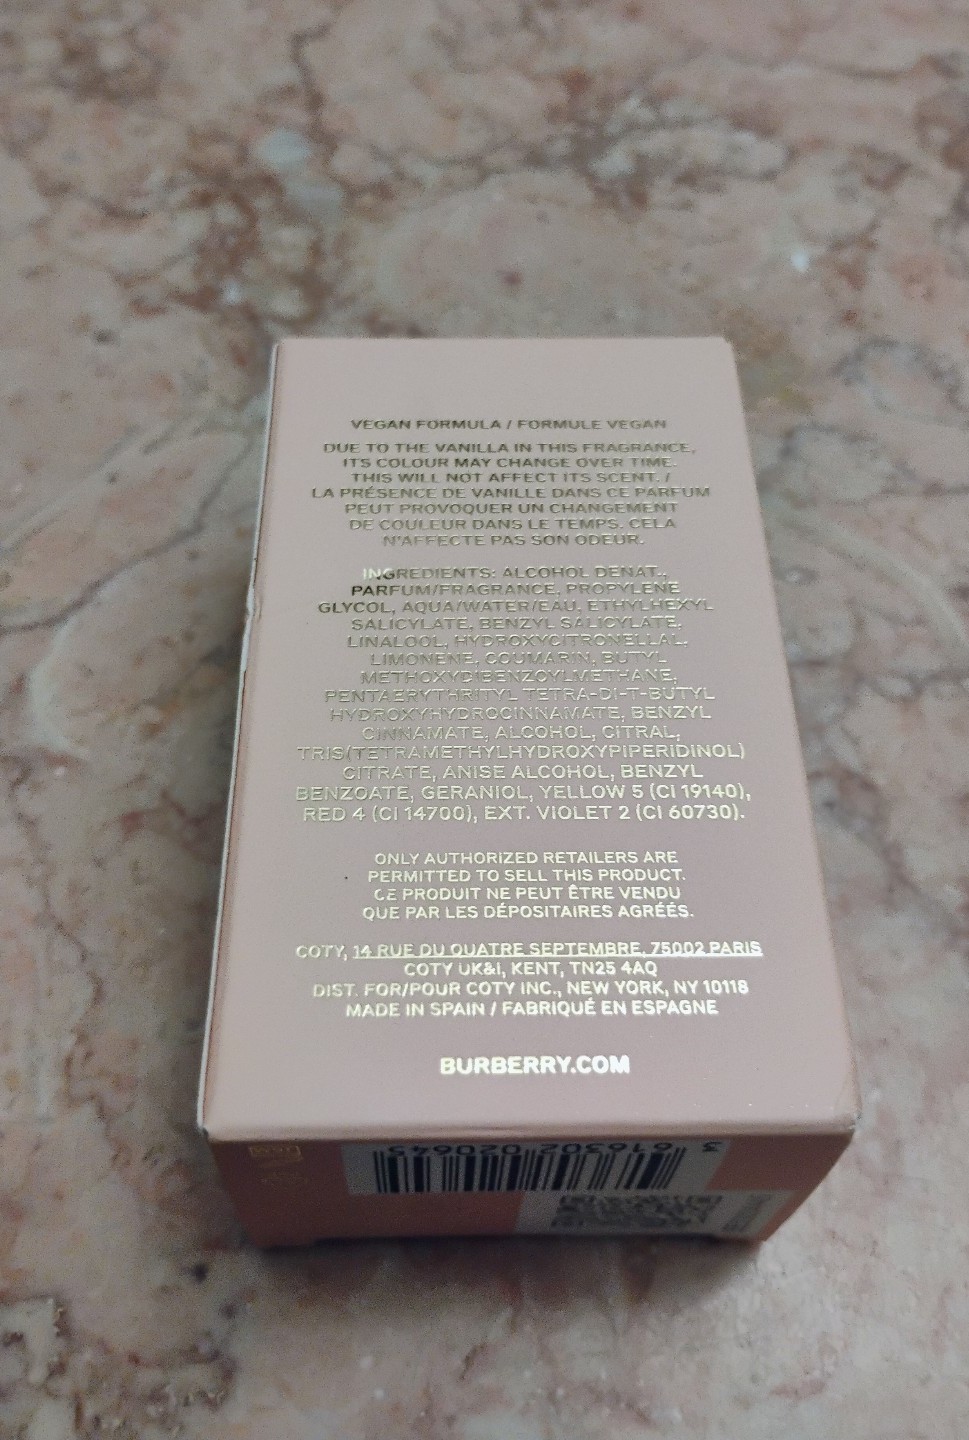 VEGAN FORMULA / FORMULE VEGAN
DUE TO THE VANILLA IN THIS FRAGRANCE,
ITS COLOUR MAY CHANGE OVER TIME.
THIS WILL NOT AFFECT ITS SCENT. /
LA PRÉSENCE DE VANILLE DANS CE PARFUM
PEUT PROVOQUER UN CHANGEMENT
DE COULEUR DANS LE TEMPS. CELA
N'AFFECTE PAS SON ODEUR.
INGREDIENTS: ALCOHOL DENAT.,
PARFUM/FRAGRANCE, PROPYLENE
GLYCOL, AQUA/WATER/EAU, ETHYLHEXYL
SALICYLATE, BENZYL SALICYLATE,
LINALOOL, HYDROXYCITRONELLAL,
LIMONENE, COUMARIN, BUTYL
METHOXYDIBENZOYLMETHANE,
PENTAERYTHRITYL TETRA-DI-T-BUTYL
HYDROXYHYDROCINNAMATE, BENZYL
CINNAMATE, ALCOHOL, CITRAL,
TRIS(TETRAMETHYLHYDROXYPIPERIDINOL)
CITRATE, ANISE ALCOHOL, BENZYL
BENZOATE, GERANIOL, YELLOW 5 (CI 19140),
RED 4 (CI 14700), EXT. VIOLET 2 (CI 60730).
ONLY AUTHORIZED RETAILERS ARE
PERMITTED TO SELL THIS PRODUCT.
CE PRODUIT NE PEUT ÊTRE VENDU
QUE PAR LES DÉPOSITAIRES AGRÉÉS.
COTY, 14 RUE DU QUATRE SEPTEMBRE, 75002 PARIS
COTY UK&I, KENT, TN25 4AQ
DIST. FOR/POUR COTY INC., NEW YORK, NY 10118
MADE IN SPAIN / FABRIQUÉ EN ESPAGNE
BURBERRY.COM
3 616302 020645